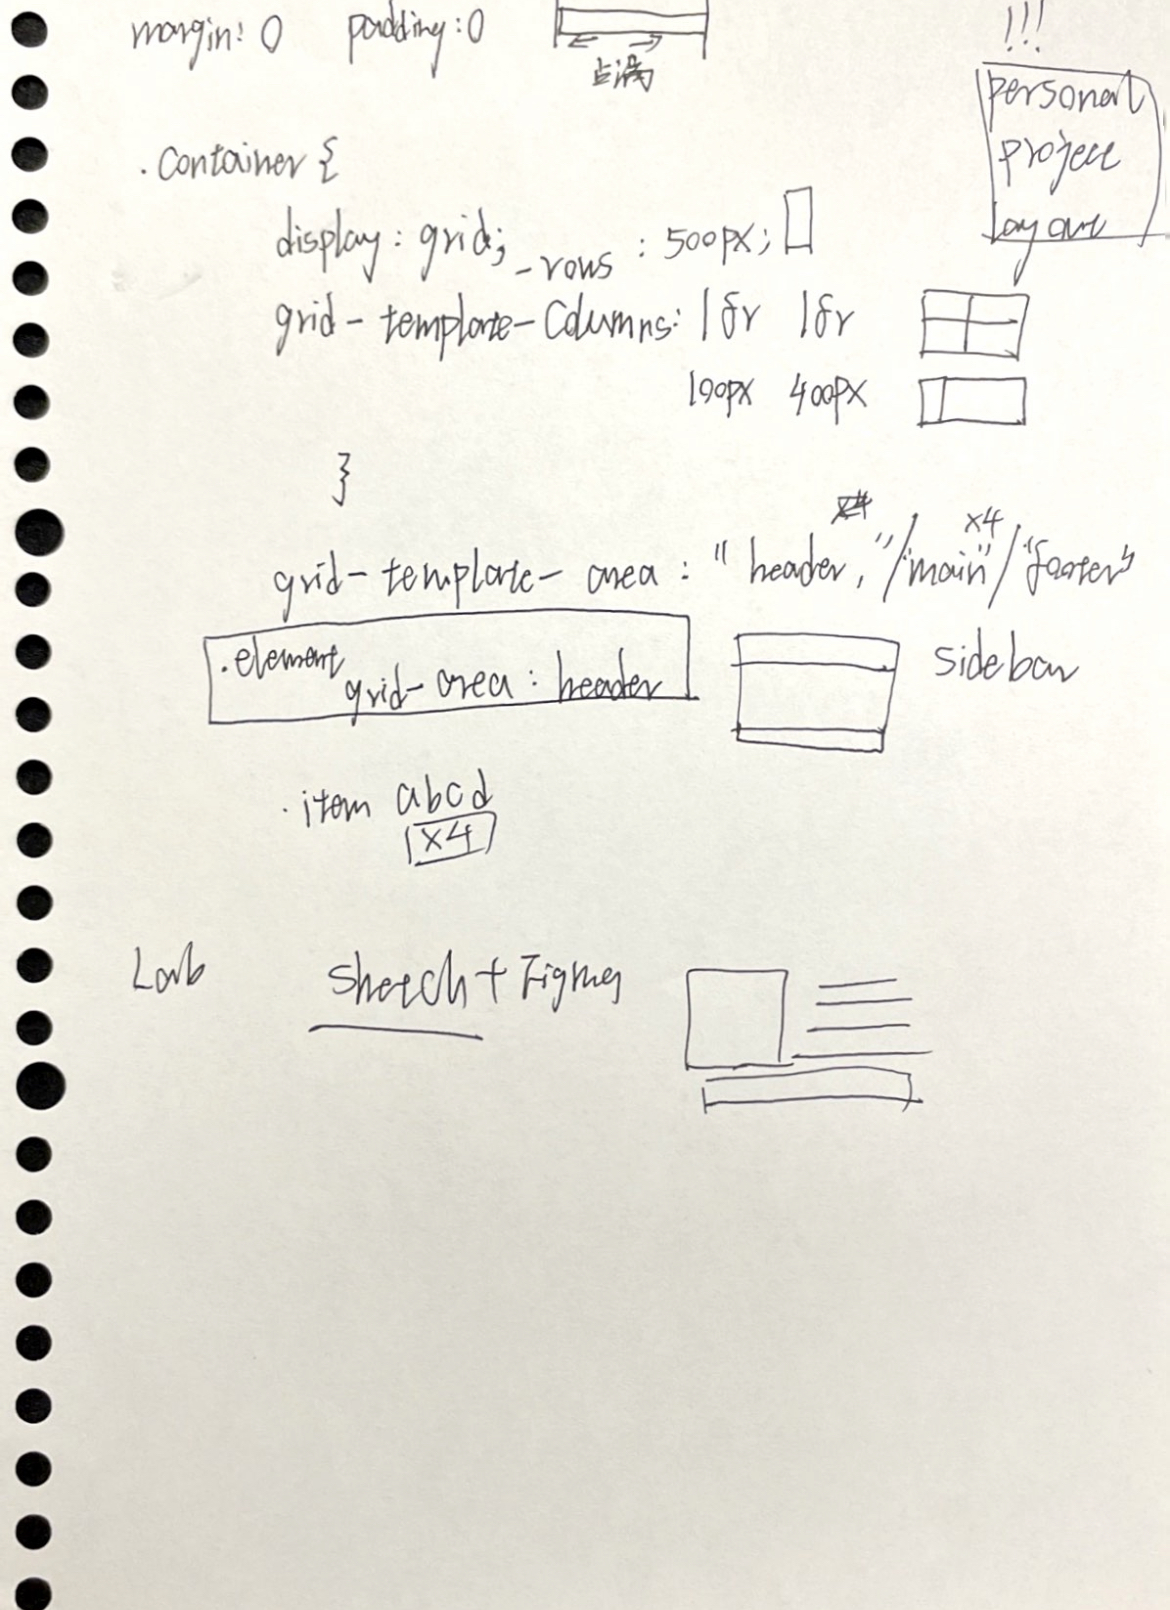 margin: 0 padding: 0
占满
!!!
personal
project
layout
.container {
display: grid;
-rows : 500px;
grid-template-columns: 1fr 1fr
100px 400px
}
x4
grid-template-area: "header,"/"main"/"footer"
.element
grid-area: header
sidebar
.item abcd
x4
Lab Sketch + Figma